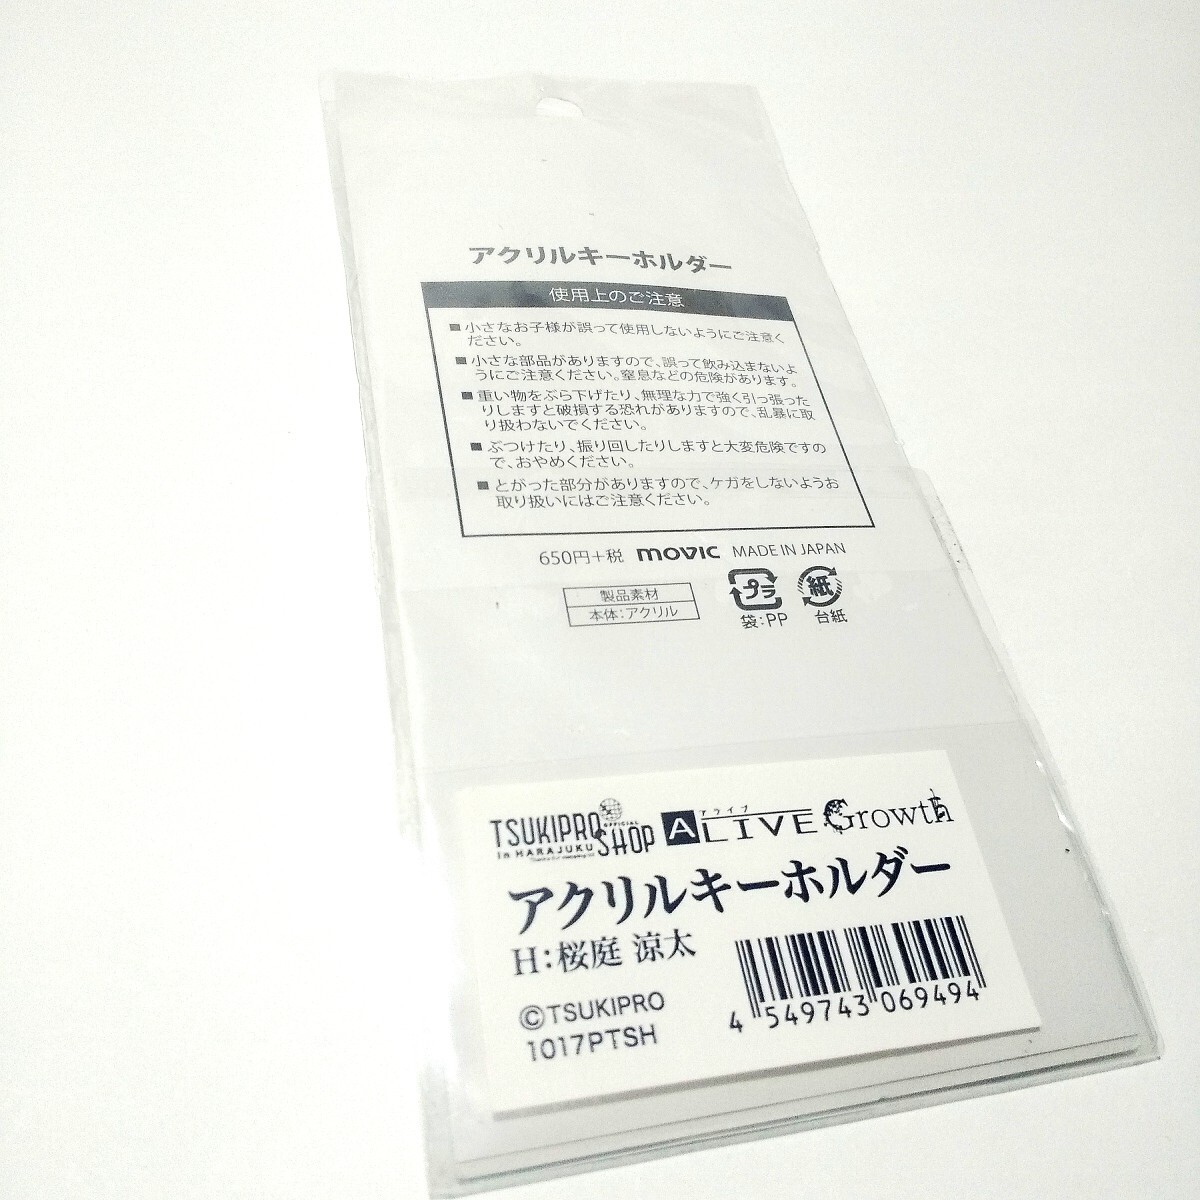 アクリルキーホルダー
使用上のご注意
■小さなお子様が誤って使用しないようにご注意く
ださい。
■小さな部品がありますので、誤って飲み込まないよ
うにご注意ください。窒息などの危険があります。
■重い物をぶら下げたり、無理な力で強く引っ張った
りしますと破損する恐れがありますので、乱暴に取
り扱わないでください。
■ぶつけたり、振り回したりしますと大変危険ですの
で、おやめください。
■とがった部分がありますので、ケガをしないようお
取り扱いにはご注意ください。
650円+税 movic MADE IN JAPAN
製品素材
本体:アクリル
プラ
袋:PP
紙
台紙
TSUKIPRO OFFICIAL SHOP
In HARAJUKU
アライブ
ALIVE Growth
アクリルキーホルダー
H:桜庭 涼太
©TSUKIPRO
1017PTSH
4 549743 069494